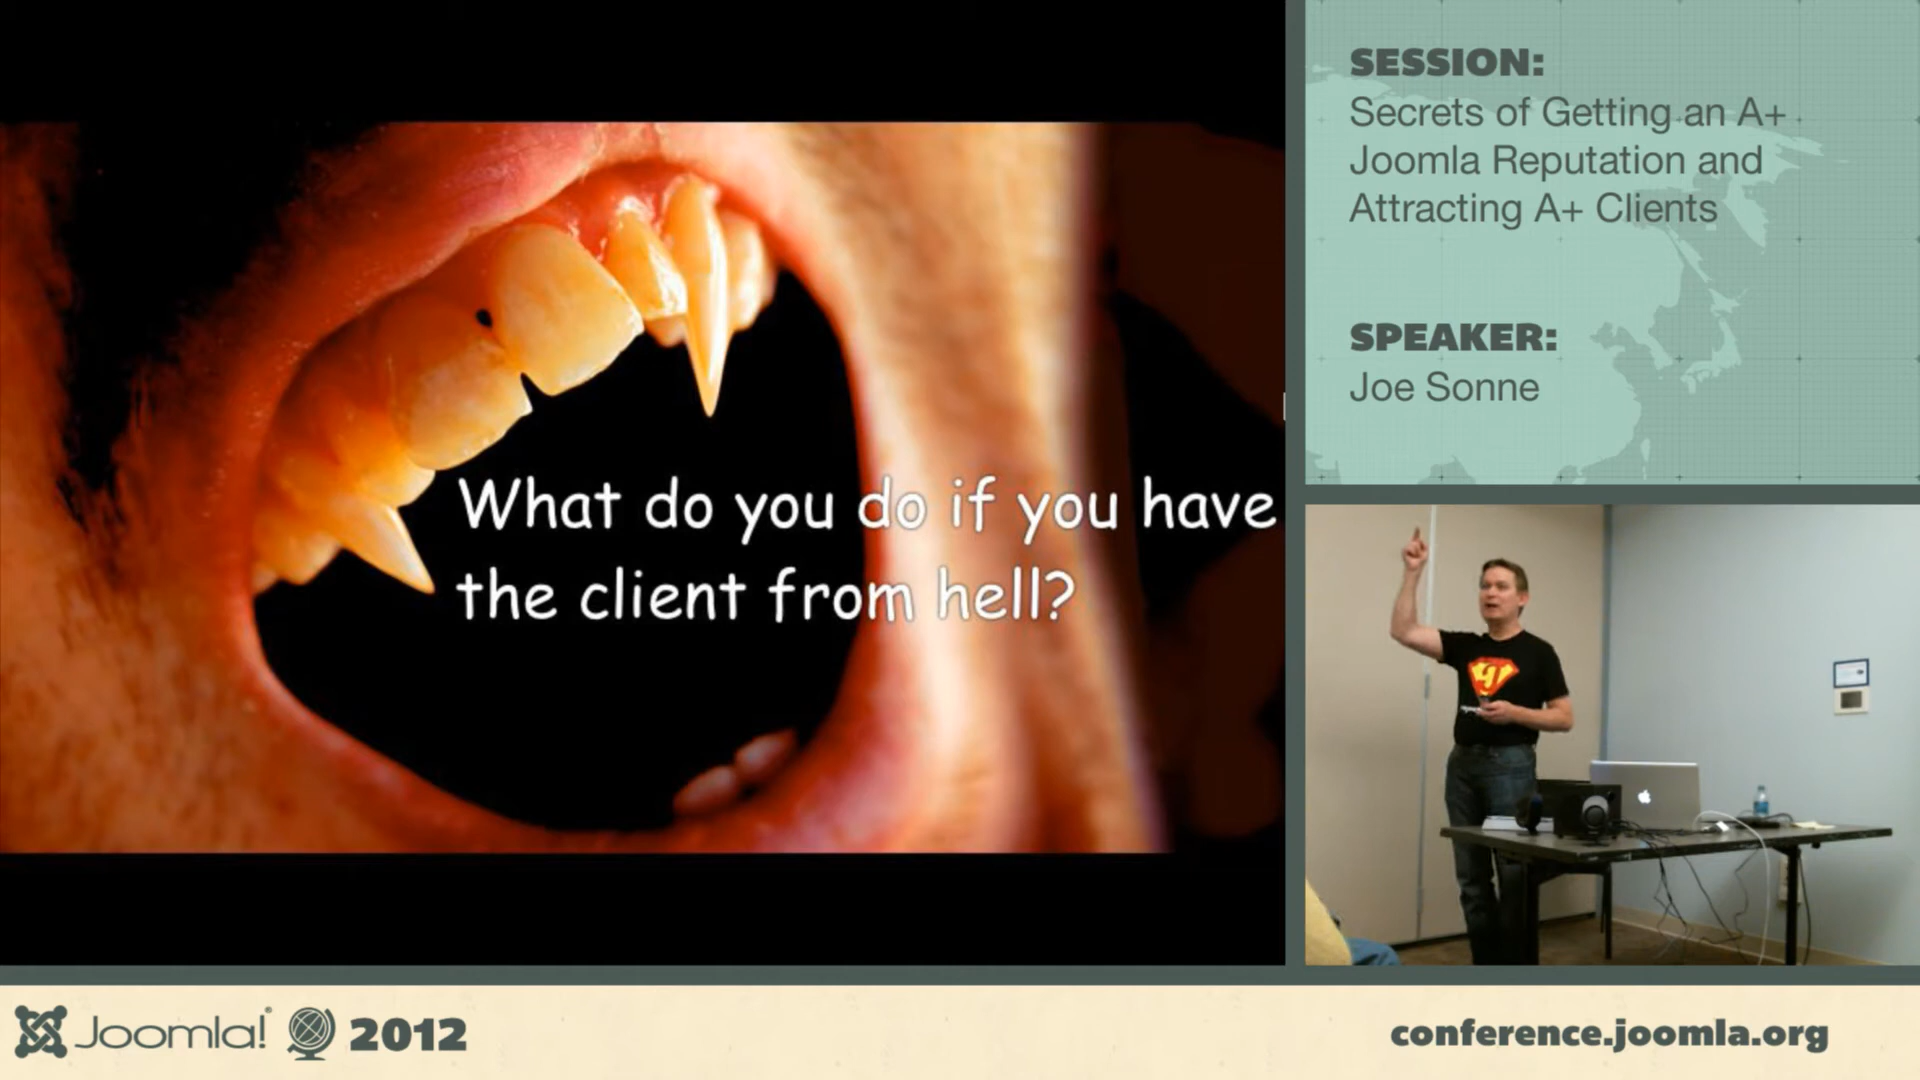 What do you do if you have
the client from hell?
SESSION:
Secrets of Getting an A+
Joomla Reputation and
Attracting A+ Clients
SPEAKER:
Joe Sonne
Joomla!® 2012
conference.joomla.org